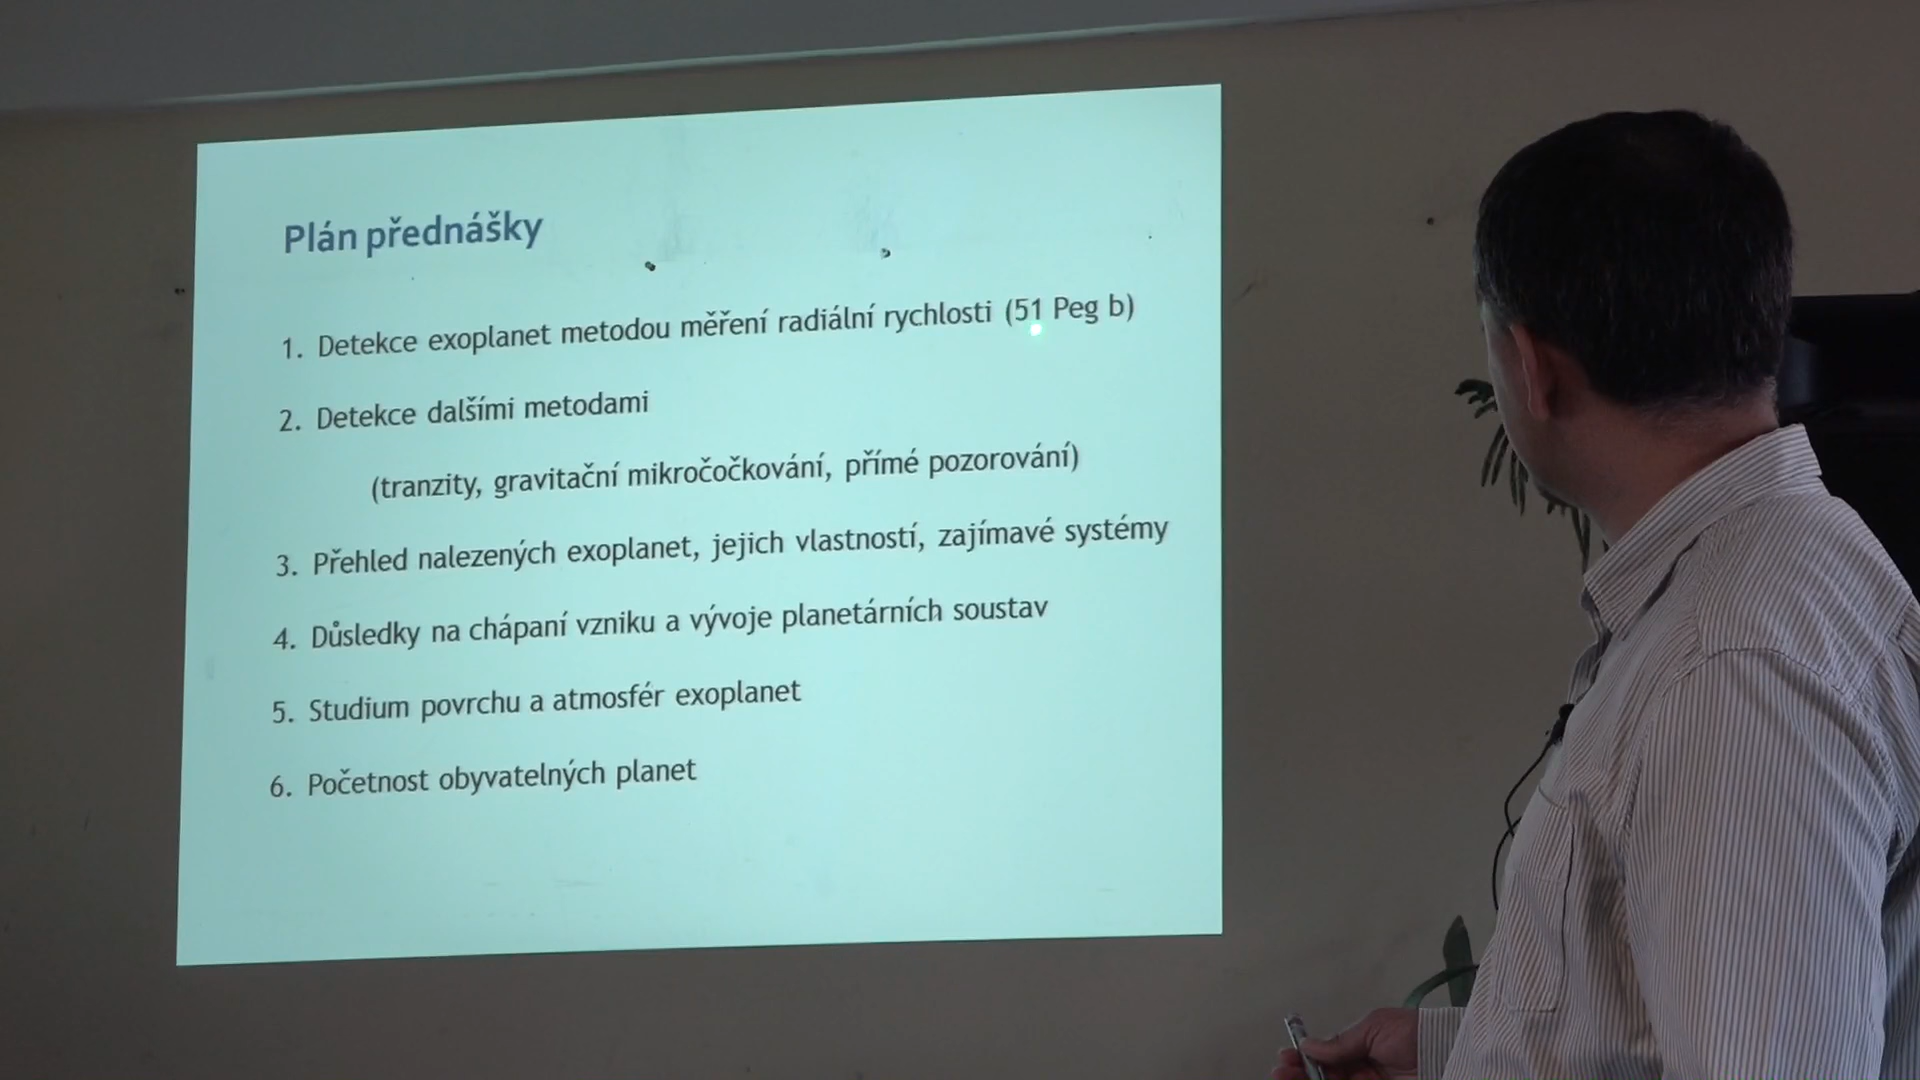 Plán přednášky
1. Detekce exoplanet metodou měření radiální rychlosti (51 Peg b)
2. Detekce dalšími metodami
(tranzity, gravitační mikročočkování, přímé pozorování)
3. Přehled nalezených exoplanet, jejich vlastností, zajímavé systémy
4. Důsledky na chápaní vzniku a vývoje planetárních soustav
5. Studium povrchu a atmosfér exoplanet
6. Početnost obyvatelných planet